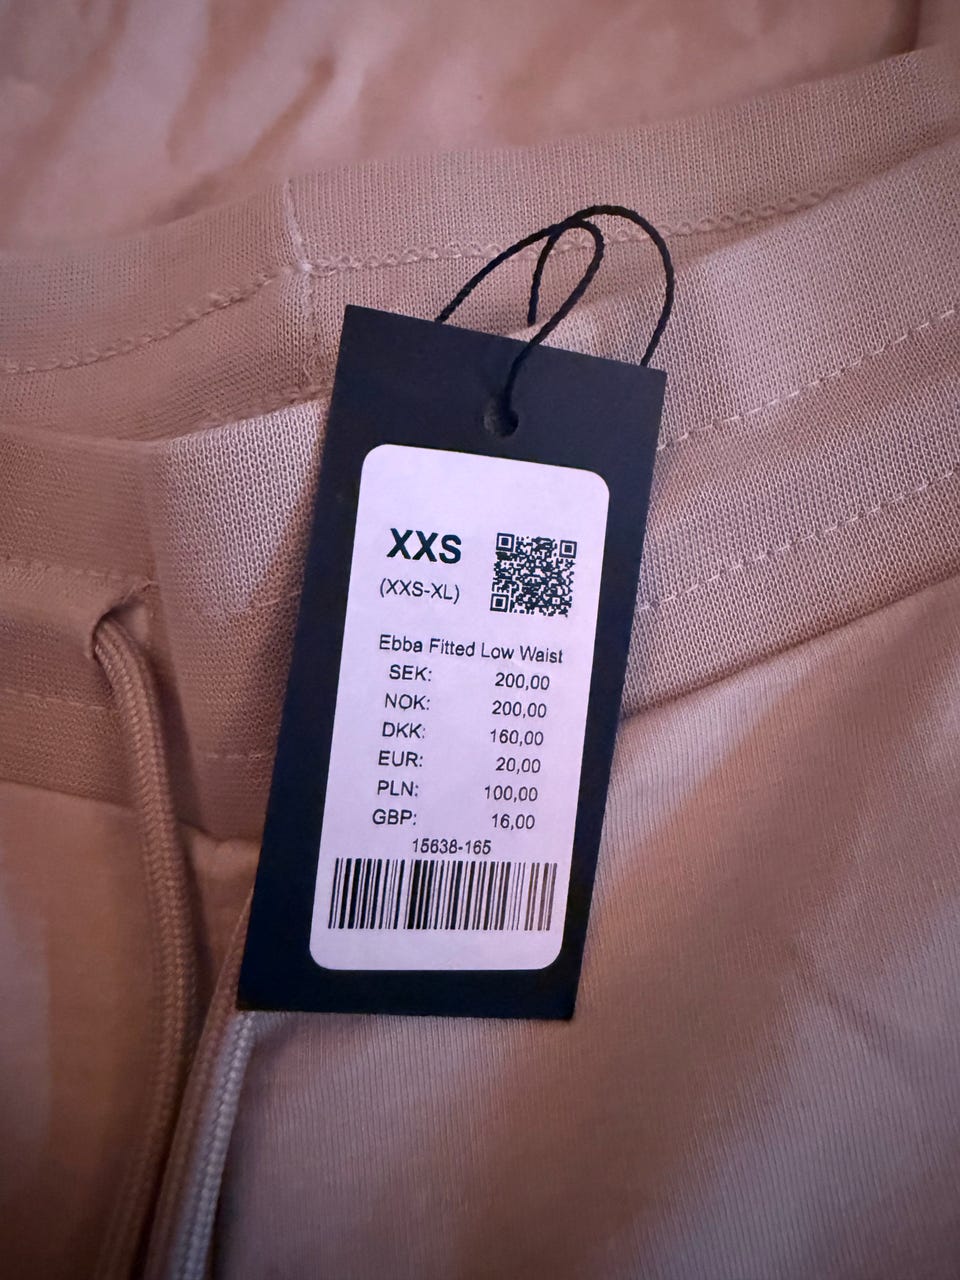 XXS
(XXS-XL)
Ebba Fitted Low Waist
SEK: 200,00
NOK: 200,00
DKK: 160,00
EUR: 20,00
PLN: 100,00
GBP: 16,00
15638-165